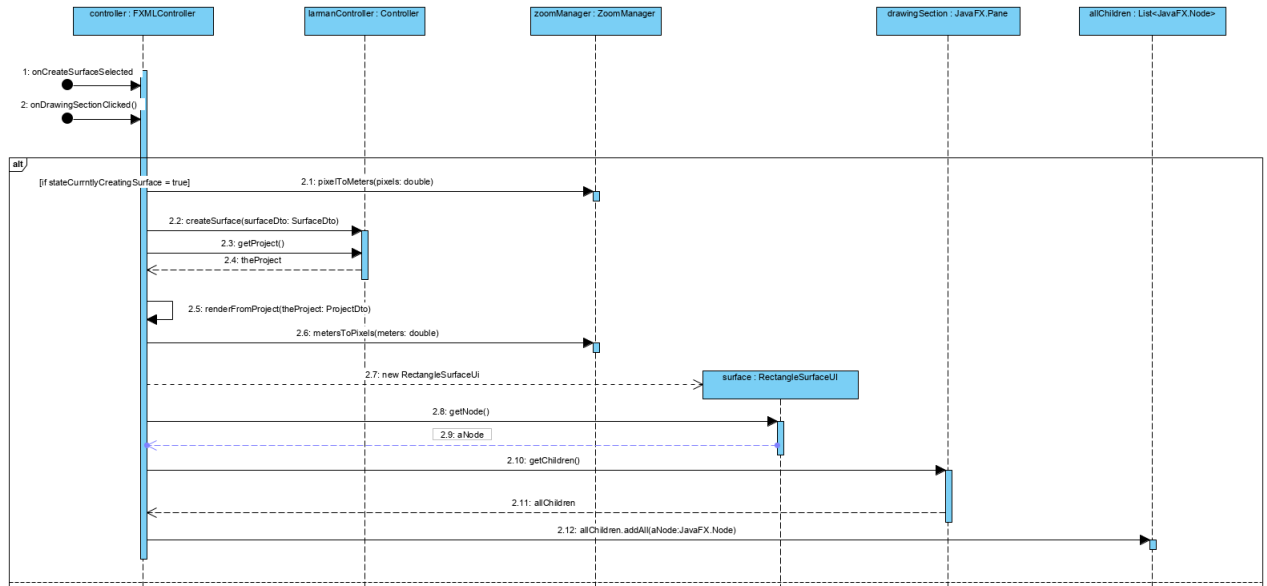 controller : FXMLController
larmanController : Controller
zoomManager : ZoomManager
drawingSection : JavaFX.Pane
allChildren : List<JavaFX.Node>
1: onCreateSurfaceSelected
2: onDrawingSectionClicked()
alt
[if stateCurrntlyCreatingSurface = true]
2.1: pixelToMeters(pixels: double)
2.2: createSurface(surfaceDto: SurfaceDto)
2.3: getProject()
2.4: theProject
2.5: renderFromProject(theProject: ProjectDto)
2.6: metersToPixels(meters: double)
2.7: new RectangleSurfaceUi
surface : RectangleSurfaceUI
2.8: getNode()
2.9: aNode
2.10: getChildren()
2.11: allChildren
2.12: allChildren.addAll(aNode:JavaFX.Node)